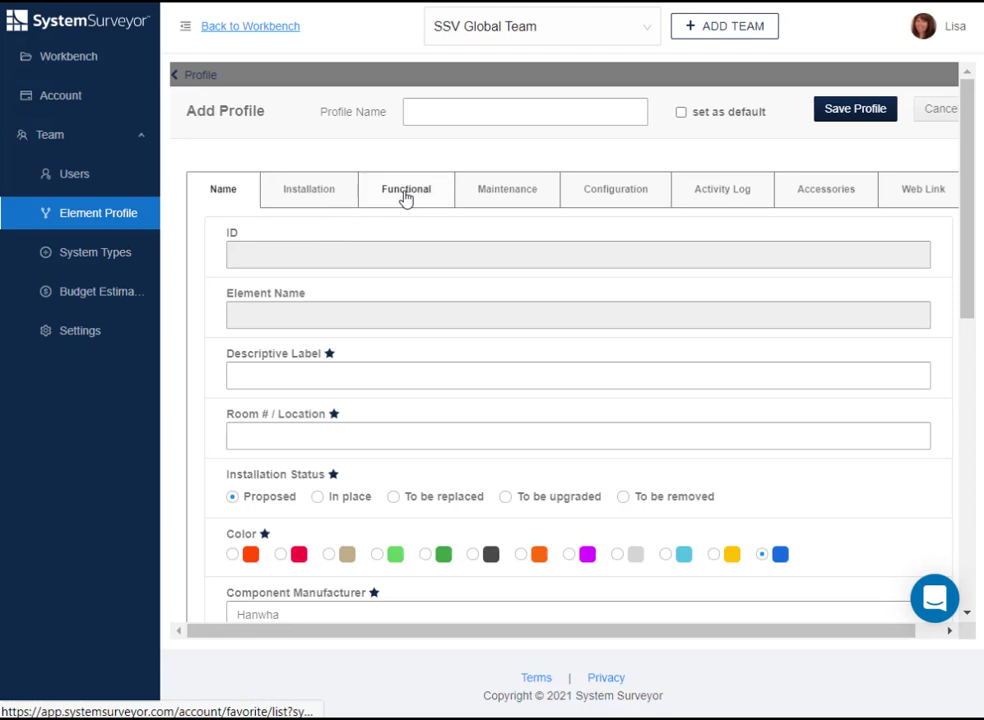 SystemSurveyor
Back to Workbench
SSV Global Team
+ ADD TEAM
Lisa
Workbench
Account
Team
Users
Element Profile
System Types
Budget Estima...
Settings
Profile
Add Profile
Profile Name
set as default
Save Profile
Cance
Name
Installation
Functional
Maintenance
Configuration
Activity Log
Accessories
Web Link
ID
Element Name
Descriptive Label ★
Room # / Location ★
Installation Status ★
Proposed In place To be replaced To be upgraded To be removed
Color ★
Component Manufacturer ★
Hanwha
Terms | Privacy
Copyright © 2021 System Surveyor
https://app.systemsurveyor.com/account/favorite/list?sy...